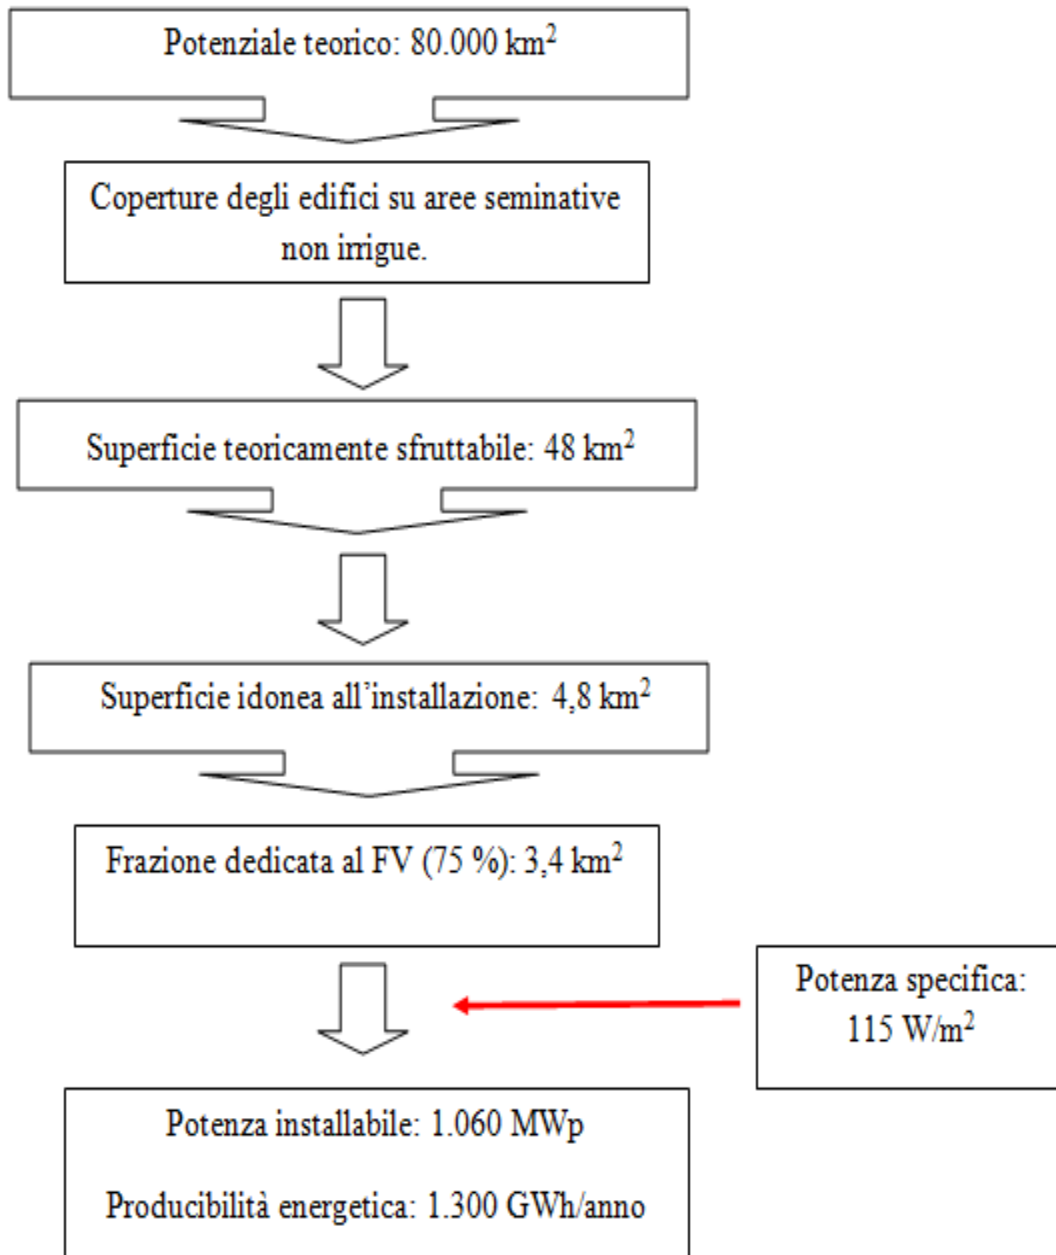 Potenziale teorico: 80.000 km²
Coperture degli edifici su aree seminative
non irrigue.
Superficie teoricamente sfruttabile: 48 km²
Superficie idonea all'installazione: 4,8 km²
Frazione dedicata al FV (75 %): 3,4 km²
Potenza specifica:
115 W/m²
Potenza installabile: 1.060 MWp
Producibilità energetica: 1.300 GWh/anno